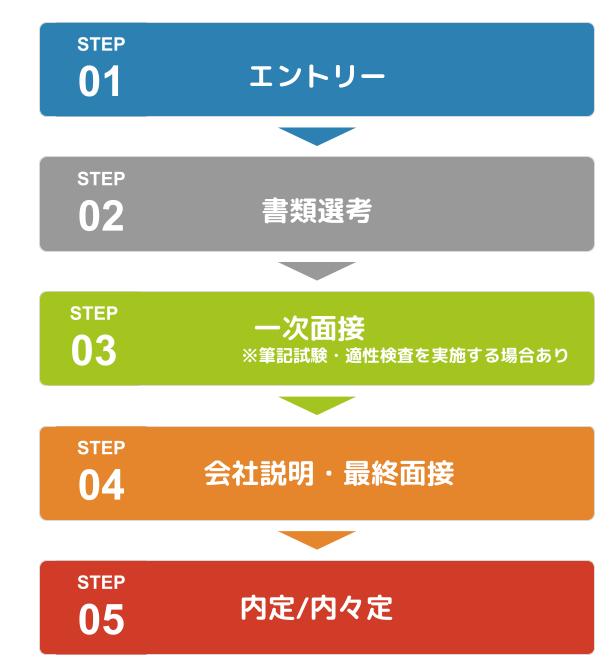 STEP
01
エントリー
STEP
02
書類選考
STEP
03
一次面接
※筆記試験・適性検査を実施する場合あり
STEP
04
会社説明・最終面接
STEP
05
内定/内々定